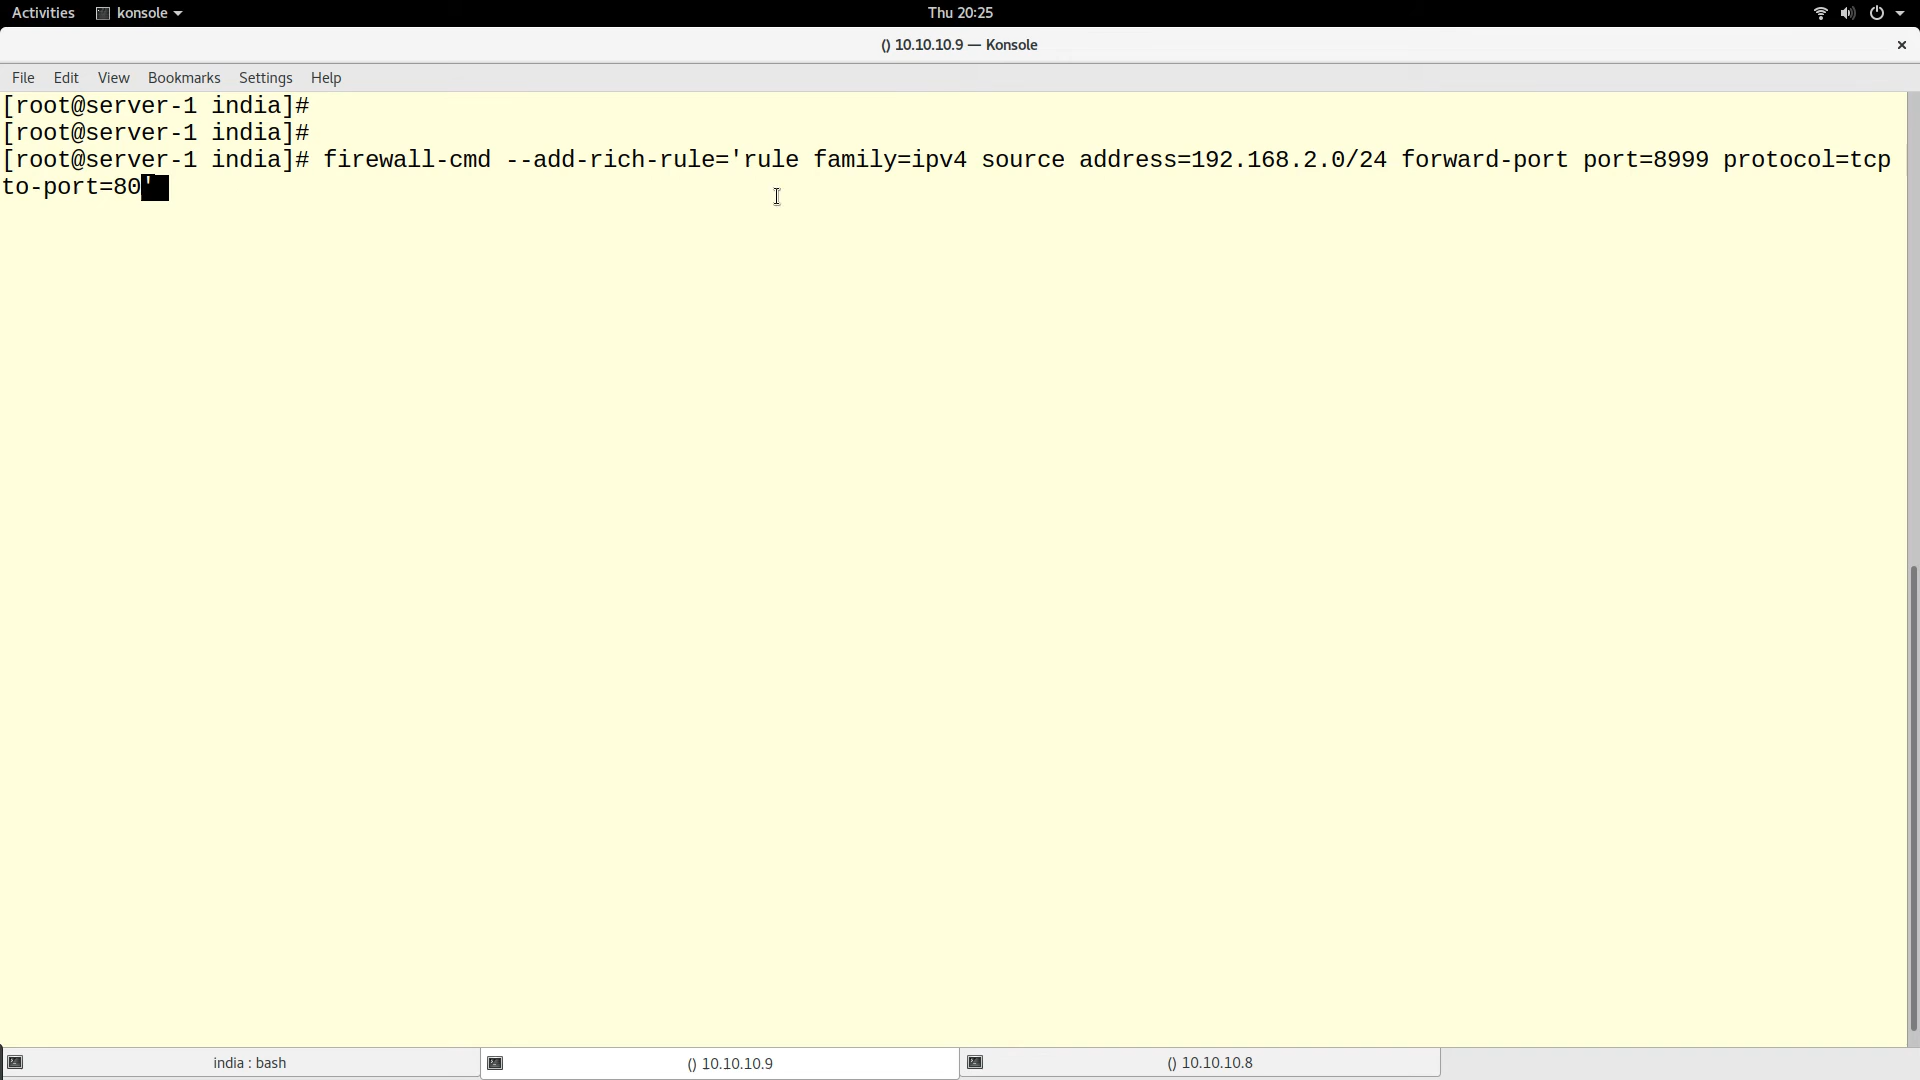 Activities konsole Thu 20:25
() 10.10.10.9 — Konsole
File Edit View Bookmarks Settings Help
[root@server-1 india]#
[root@server-1 india]#
[root@server-1 india]# firewall-cmd --add-rich-rule='rule family=ipv4 source address=192.168.2.0/24 forward-port port=8999 protocol=tcp
to-port=80'
india : bash () 10.10.10.9 () 10.10.10.8